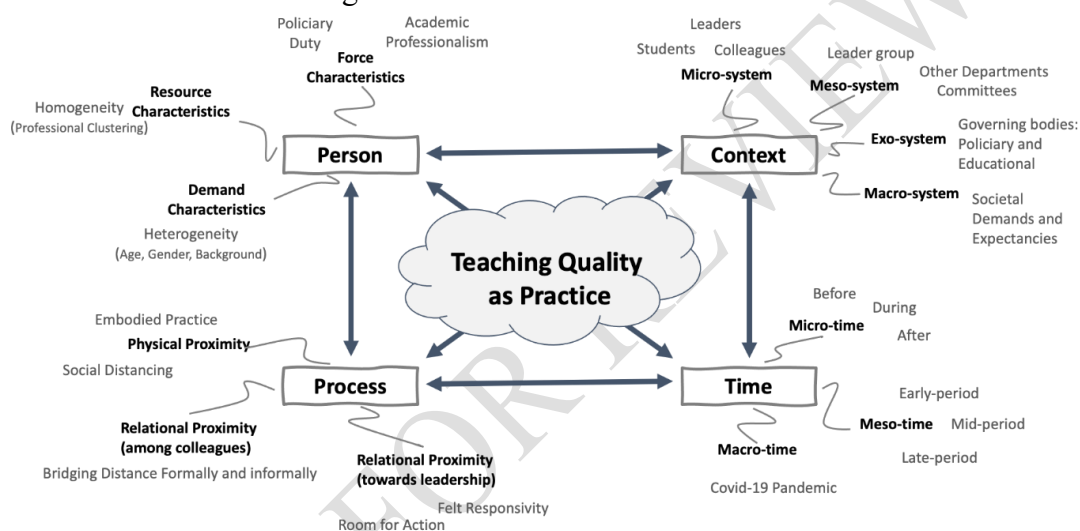 Policiary
Duty
Academic
Professionalism
Force
Characteristics
Resource
Characteristics
Homogeneity
(Professional Clustering)
Person
Demand
Characteristics
Heterogeneity
(Age, Gender, Background)
Leaders
Students
Colleagues
Micro-system
Leader group
Meso-system
Other Departments
Committees
Exo-system
Governing bodies:
Policiary and
Educational
Context
Macro-system
Societal
Demands and
Expectancies
Teaching Quality
as Practice
Embodied Practice
Physical Proximity
Social Distancing
Process
Relational Proximity
(among colleagues)
Bridging Distance Formally and informally
Relational Proximity
(towards leadership)
Felt Responsivity
Room for Action
Before
During
Micro-time
After
Time
Early-period
Meso-time
Mid-period
Late-period
Macro-time
Covid-19 Pandemic
FOR REVIEW